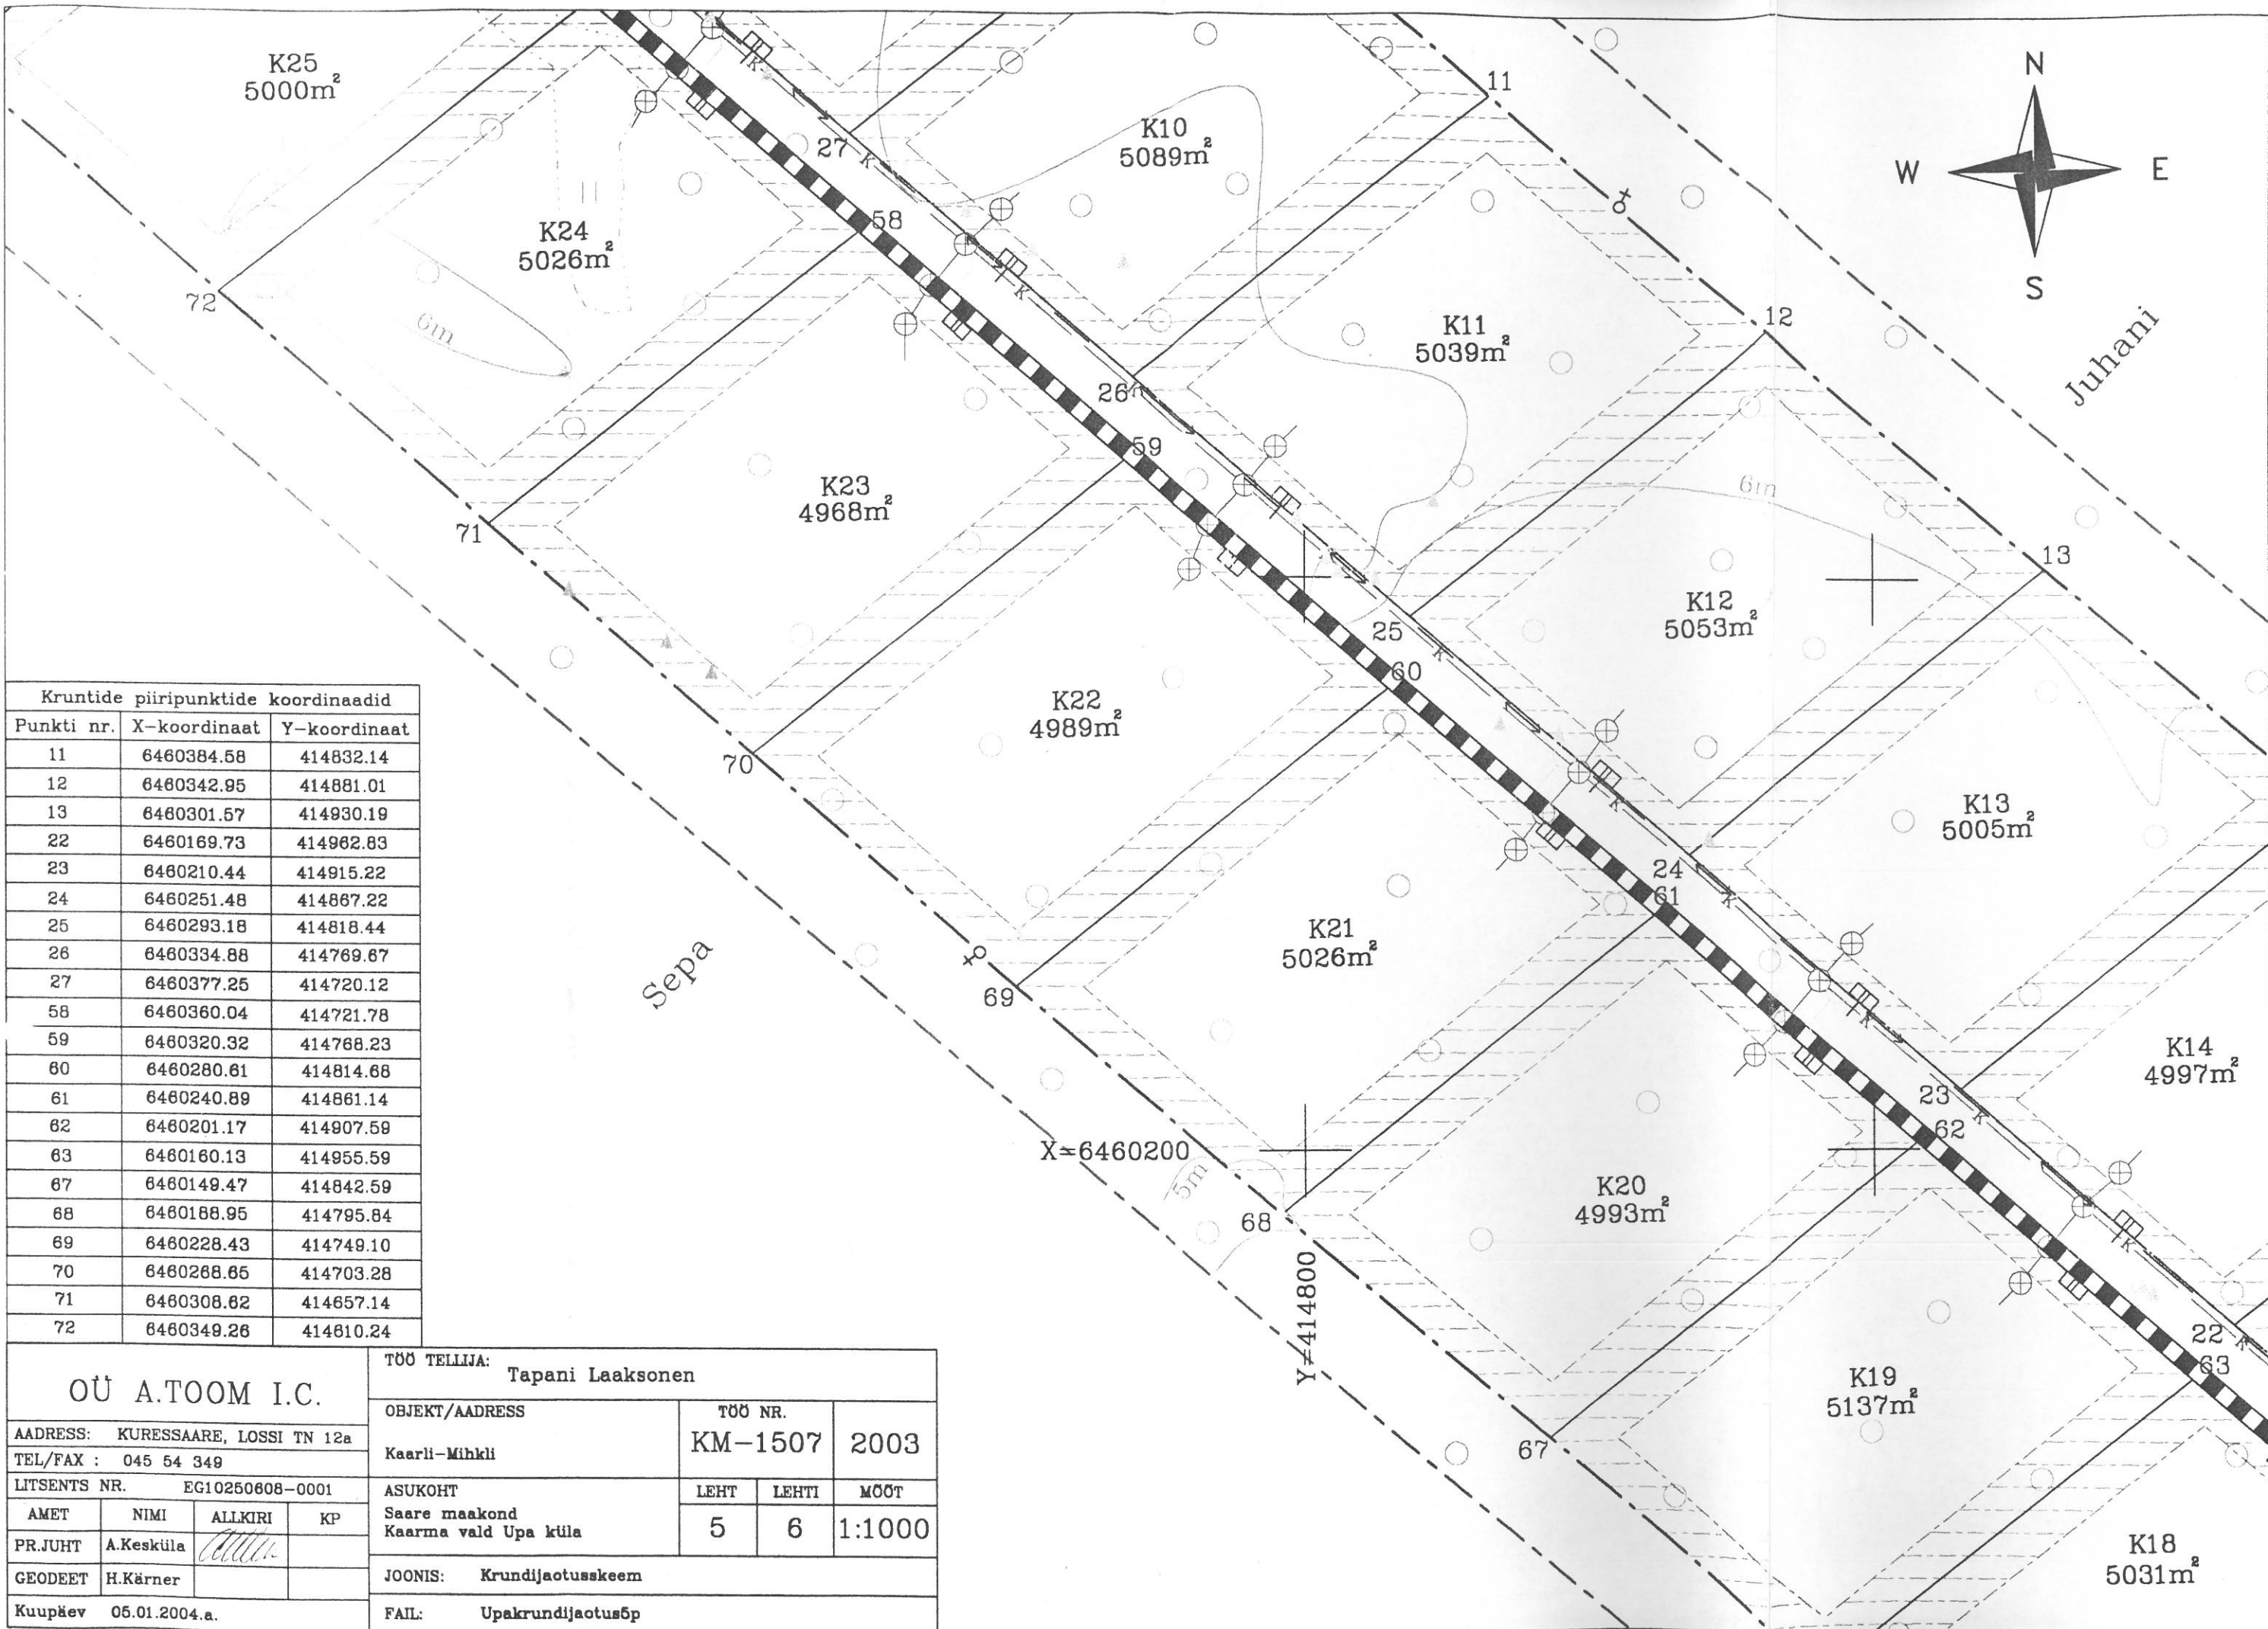 K25
5000m²
K10
5089m²
11
N
W
E
S
27
K
58
K24
5026m²
72
6m
K
K11
5039m²
12
Juhani
26
59
K23
4968m²
71
6m
13
K12
5053m²
25
K
60
K22
4989m²
70
K
K13
5005m²
24
61
K
K21
5026m²
Sepa
69
K14
4997m²
23
K
62
X=6460200
5m
K20
4993m²
68
Y=414800
K
22
63
K19
5137m²
67
K18
5031m²
Kruntide piiripunktide koordinaadid
Punkti nr. X-koordinaat Y-koordinaat
11 6460384.58 414832.14
12 6460342.95 414881.01
13 6460301.57 414930.19
22 6460169.73 414962.83
23 6460210.44 414915.22
24 6460251.48 414867.22
25 6460293.18 414818.44
26 6460334.88 414769.67
27 6460377.25 414720.12
58 6460360.04 414721.78
59 6460320.32 414768.23
60 6460280.61 414814.68
61 6460240.89 414861.14
62 6460201.17 414907.59
63 6460160.13 414955.59
67 6460149.47 414842.59
68 6460188.95 414795.84
69 6460228.43 414749.10
70 6460268.65 414703.28
71 6460308.62 414657.14
72 6460349.26 414610.24
OÜ A.TOOM I.C.
AADRESS: KURESSAARE, LOSSI TN 12a
TEL/FAX : 045 54 349
LITSENTS NR. EG10250608-0001
AMET NIMI ALLKIRI KP
PR.JUHT A.Kesküla
GEODEET H.Kärner
Kuupäev 05.01.2004.a.
TÖÖ TELLIJA:
Tapani Laaksonen
OBJEKT/AADRESS
Kaarli-Mihkli
TÖÖ NR.
KM-1507 2003
ASUKOHT
Saare maakond
Kaarma vald Upa küla
LEHT LEHTI MÕÕT
5 6 1:1000
JOONIS: Krundijaotusskeem
FAIL: Upakrundijaotus5p